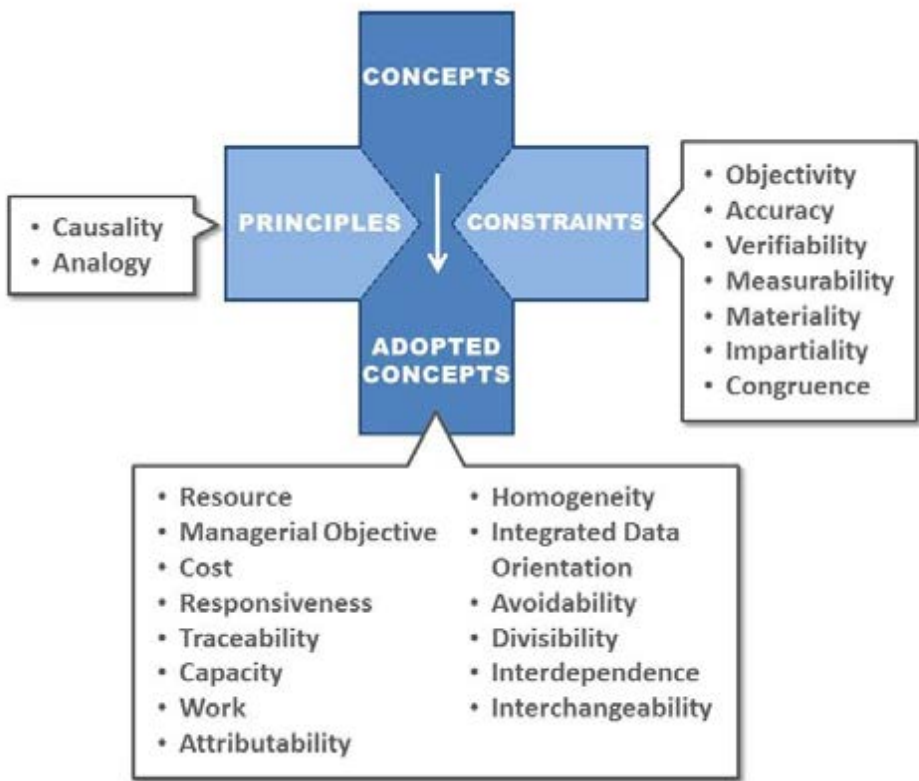 CONCEPTS
PRINCIPLES
CONSTRAINTS
ADOPTED
CONCEPTS
• Causality
• Analogy
• Objectivity
• Accuracy
• Verifiability
• Measurability
• Materiality
• Impartiality
• Congruence
• Resource
• Managerial Objective
• Cost
• Responsiveness
• Traceability
• Capacity
• Work
• Attributability
• Homogeneity
• Integrated Data
Orientation
• Avoidability
• Divisibility
• Interdependence
• Interchangeability